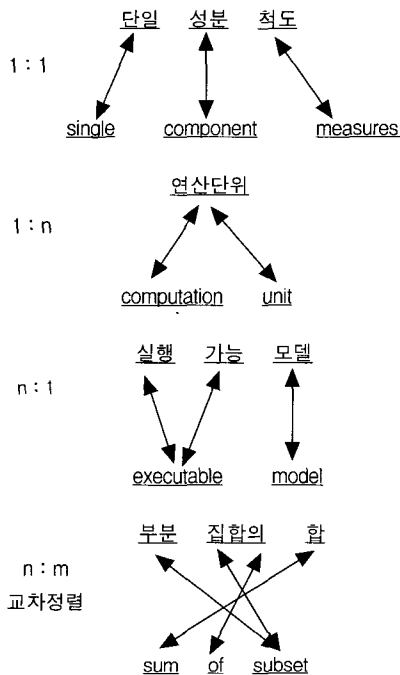 단일 성분 척도
1 : 1
single component measures
연산단위
1 : n
computation unit
실행 가능 모델
n : 1
executable model
부분 집합의 합
n : m
교차정렬
sum of subset